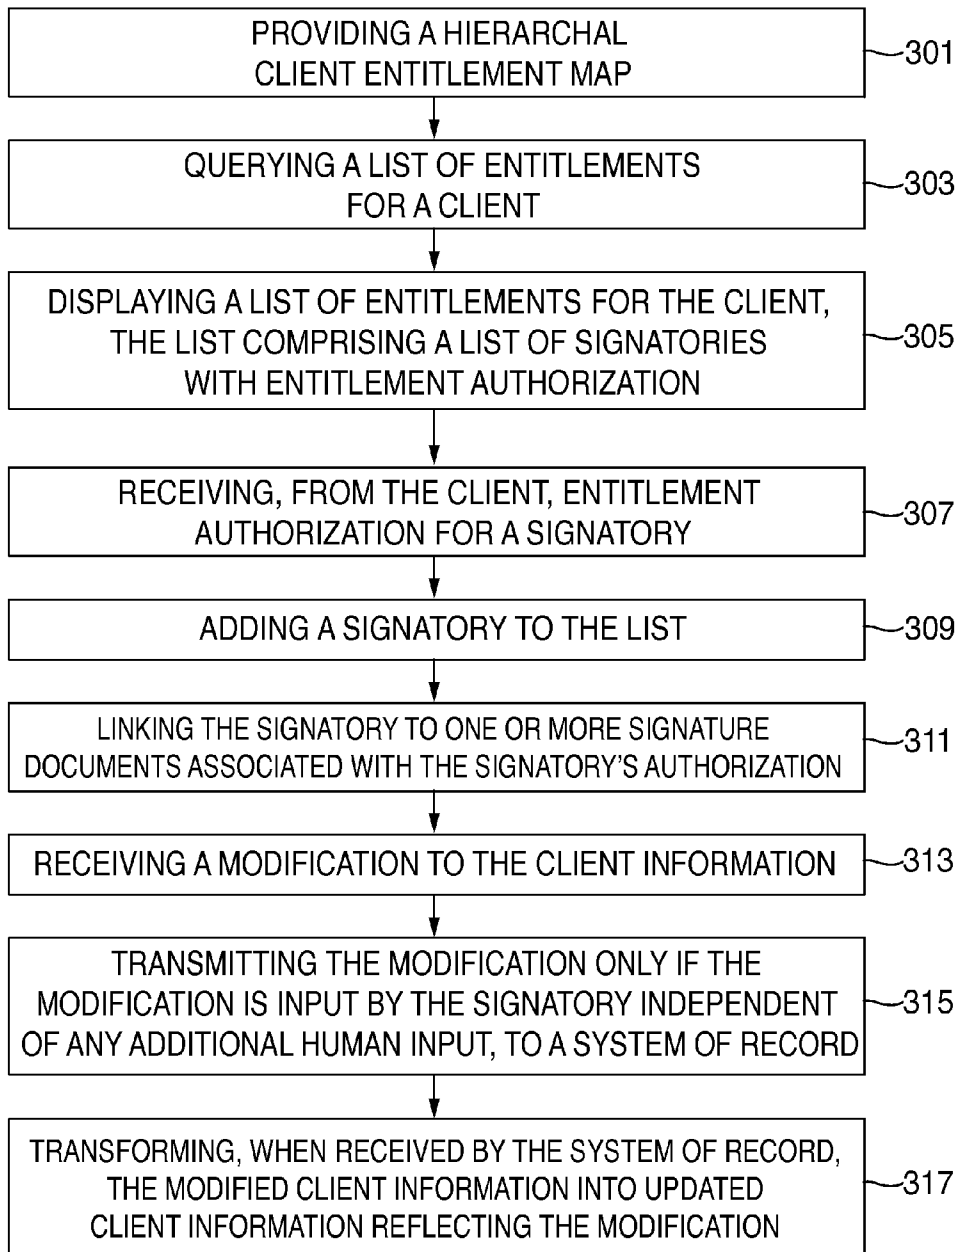 PROVIDING A HIERARCHAL
CLIENT ENTITLEMENT MAP
301
QUERYING A LIST OF ENTITLEMENTS
FOR A CLIENT
303
DISPLAYING A LIST OF ENTITLEMENTS FOR THE CLIENT,
THE LIST COMPRISING A LIST OF SIGNATORIES
WITH ENTITLEMENT AUTHORIZATION
305
RECEIVING, FROM THE CLIENT, ENTITLEMENT
AUTHORIZATION FOR A SIGNATORY
307
ADDING A SIGNATORY TO THE LIST
309
LINKING THE SIGNATORY TO ONE OR MORE SIGNATURE
DOCUMENTS ASSOCIATED WITH THE SIGNATORY'S AUTHORIZATION
311
RECEIVING A MODIFICATION TO THE CLIENT INFORMATION
313
TRANSMITTING THE MODIFICATION ONLY IF THE
MODIFICATION IS INPUT BY THE SIGNATORY INDEPENDENT
OF ANY ADDITIONAL HUMAN INPUT, TO A SYSTEM OF RECORD
315
TRANSFORMING, WHEN RECEIVED BY THE SYSTEM OF RECORD,
THE MODIFIED CLIENT INFORMATION INTO UPDATED
CLIENT INFORMATION REFLECTING THE MODIFICATION
317